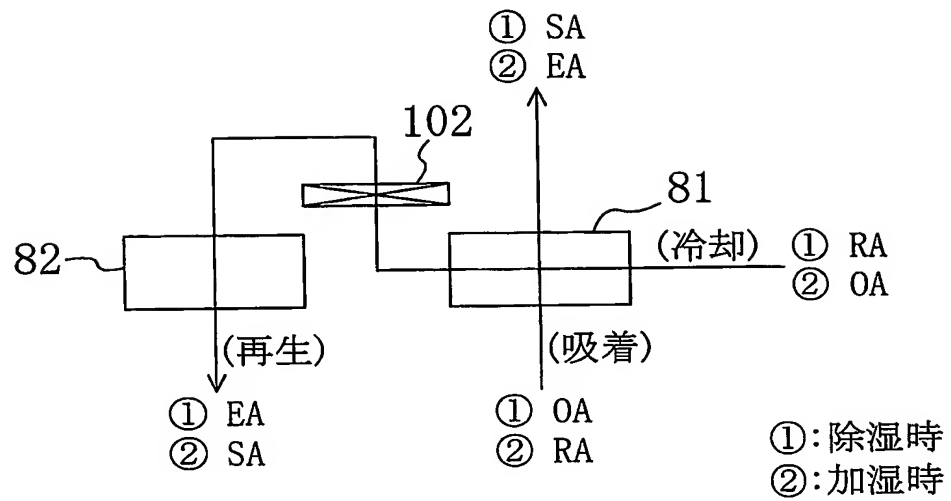 ① SA
② EA
102
81
82
(冷却)
① RA
② OA
(再生)
(吸着)
① EA
② SA
① OA
② RA
①:除湿時
②:加湿時